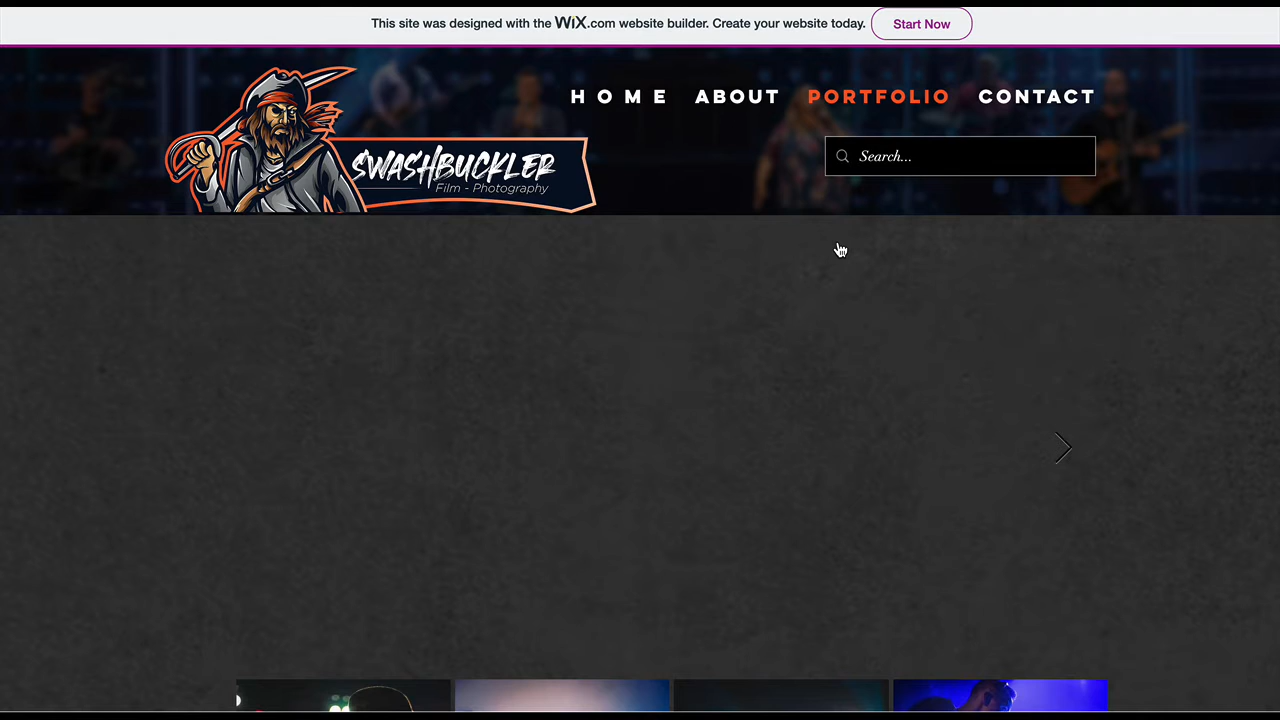 This site was designed with the WiX.com website builder. Create your website today. Start Now
H O M E ABOUT PORTFOLIO CONTACT
Search...
SWASHBUCKLER
Film - Photography